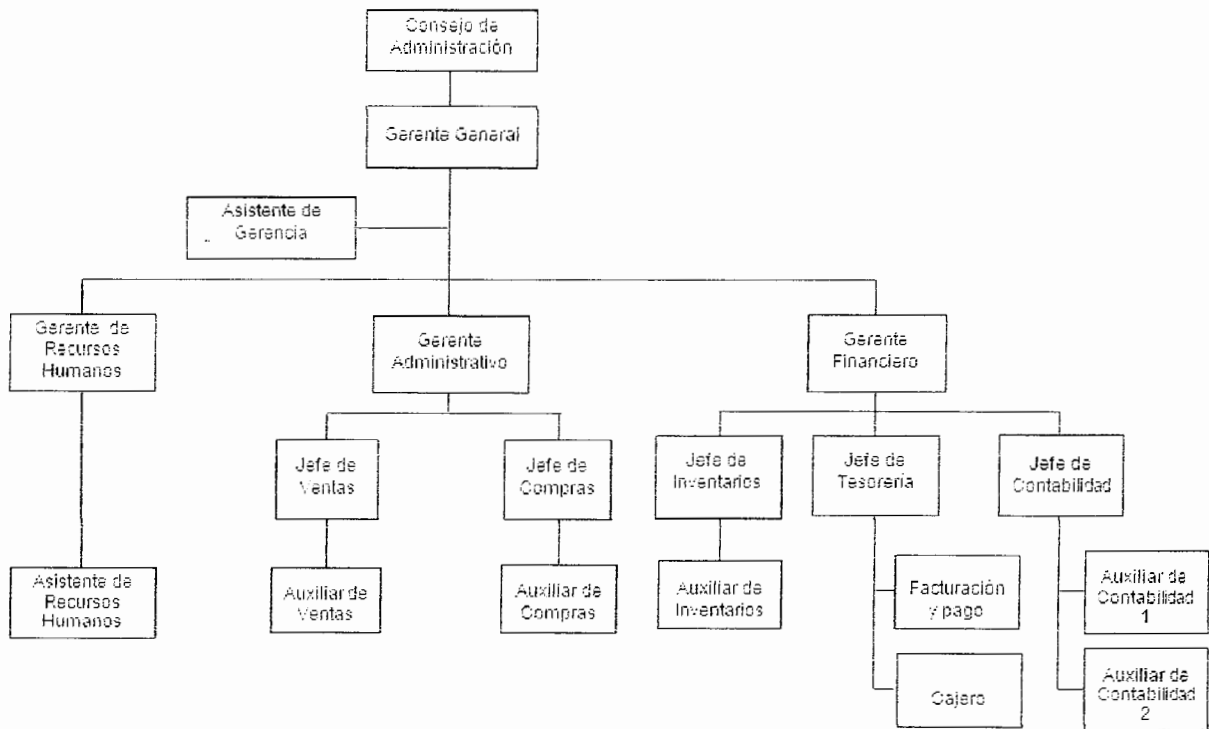 Consejo de
Administración
Gerente General
Asistente de
Gerencia
Gerente de
Recursos
Humanos
Gerente
Administrativo
Gerente
Financiero
Jefe de
Ventas
Jefe de
Compras
Jefe de
Inventarios
Jefe de
Tesorería
Jefe de
Contabilidad
Asistente de
Recursos
Humanos
Auxiliar de
Ventas
Auxiliar de
Compras
Auxiliar de
Inventarios
Facturación
y pago
Cajero
Auxiliar de
Contabilidad
1
Auxiliar de
Contabilidad
2